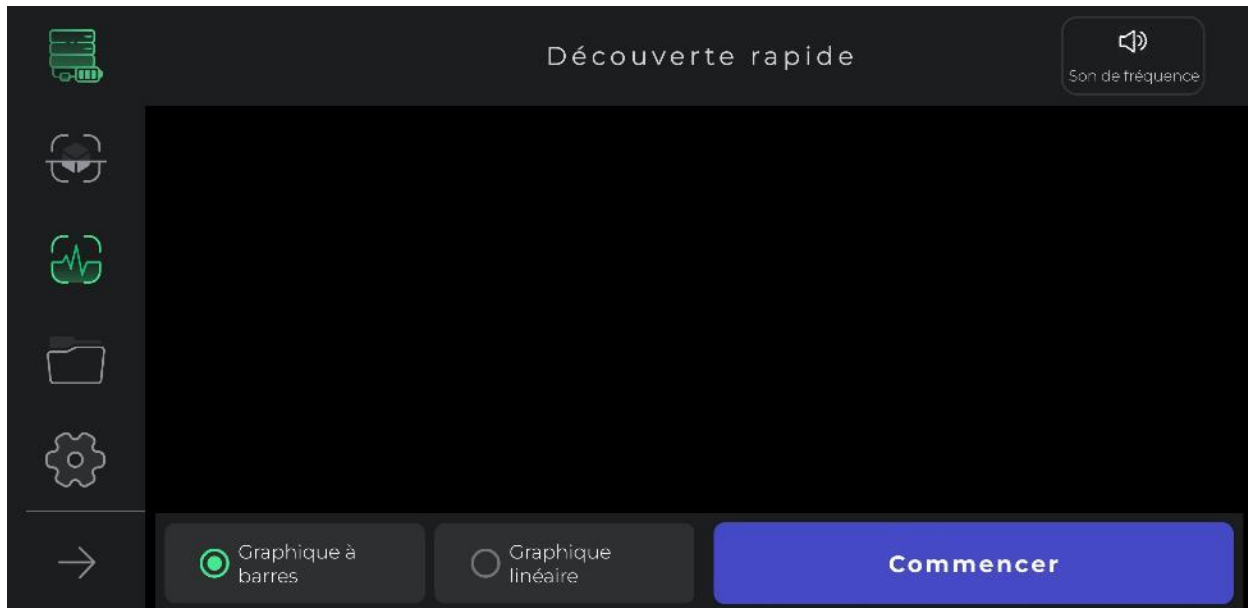 Découverte rapide
Son de fréquence
Graphique à
barres
Graphique
linéaire
Commencer